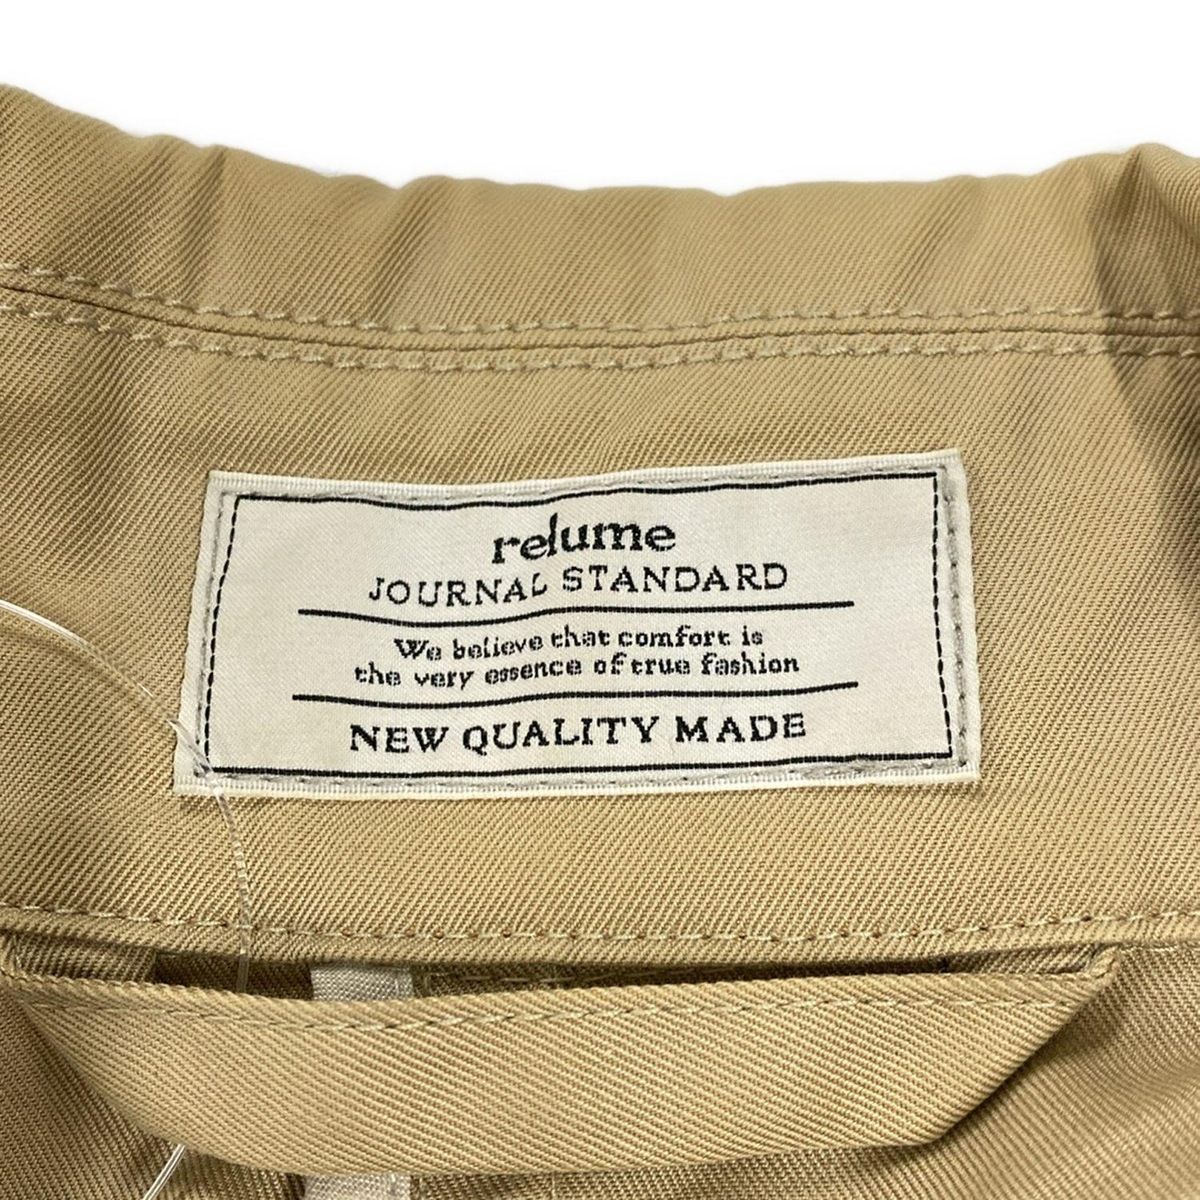 relume
JOURNAL STANDARD
We believe that comfort is
the very essence of true fashion
NEW QUALITY MADE